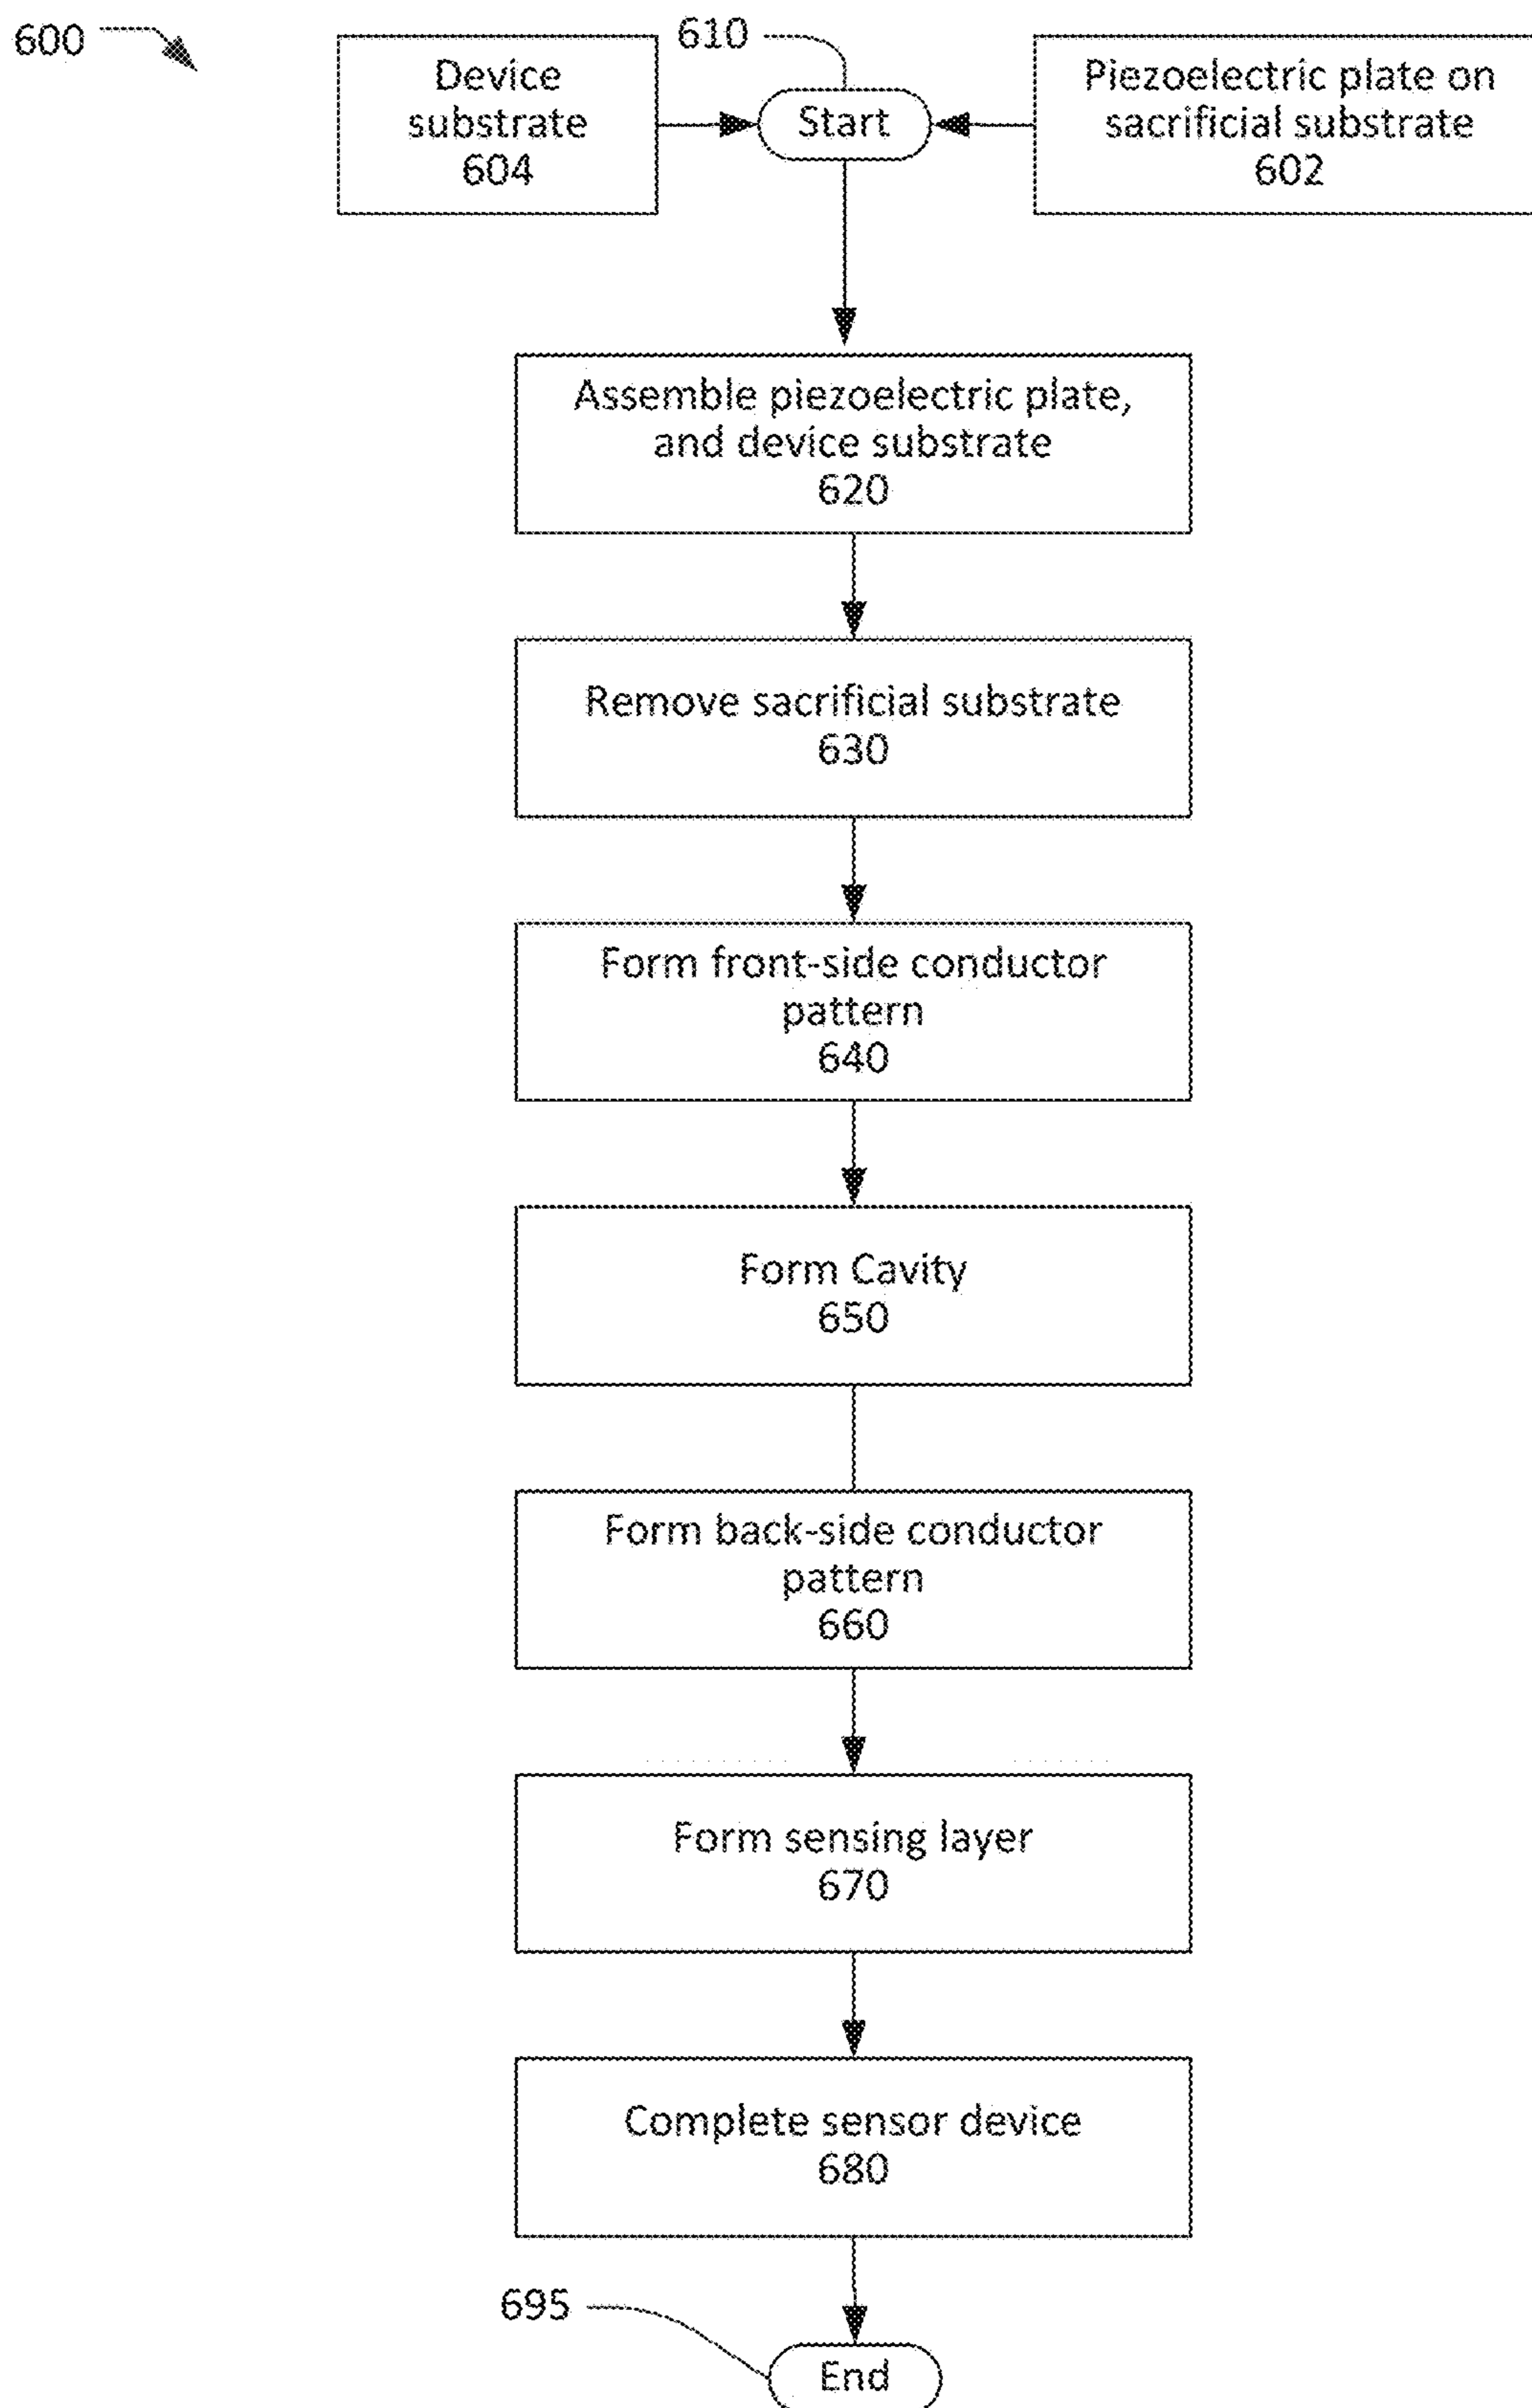 600
610
Device
substrate
604
Start
Piezoelectric plate on
sacrificial substrate
602
Assemble piezoelectric plate,
and device substrate
620
Remove sacrificial substrate
630
Form front-side conductor
pattern
640
Form Cavity
650
Form back-side conductor
pattern
660
Form sensing layer
670
Complete sensor device
680
695
End